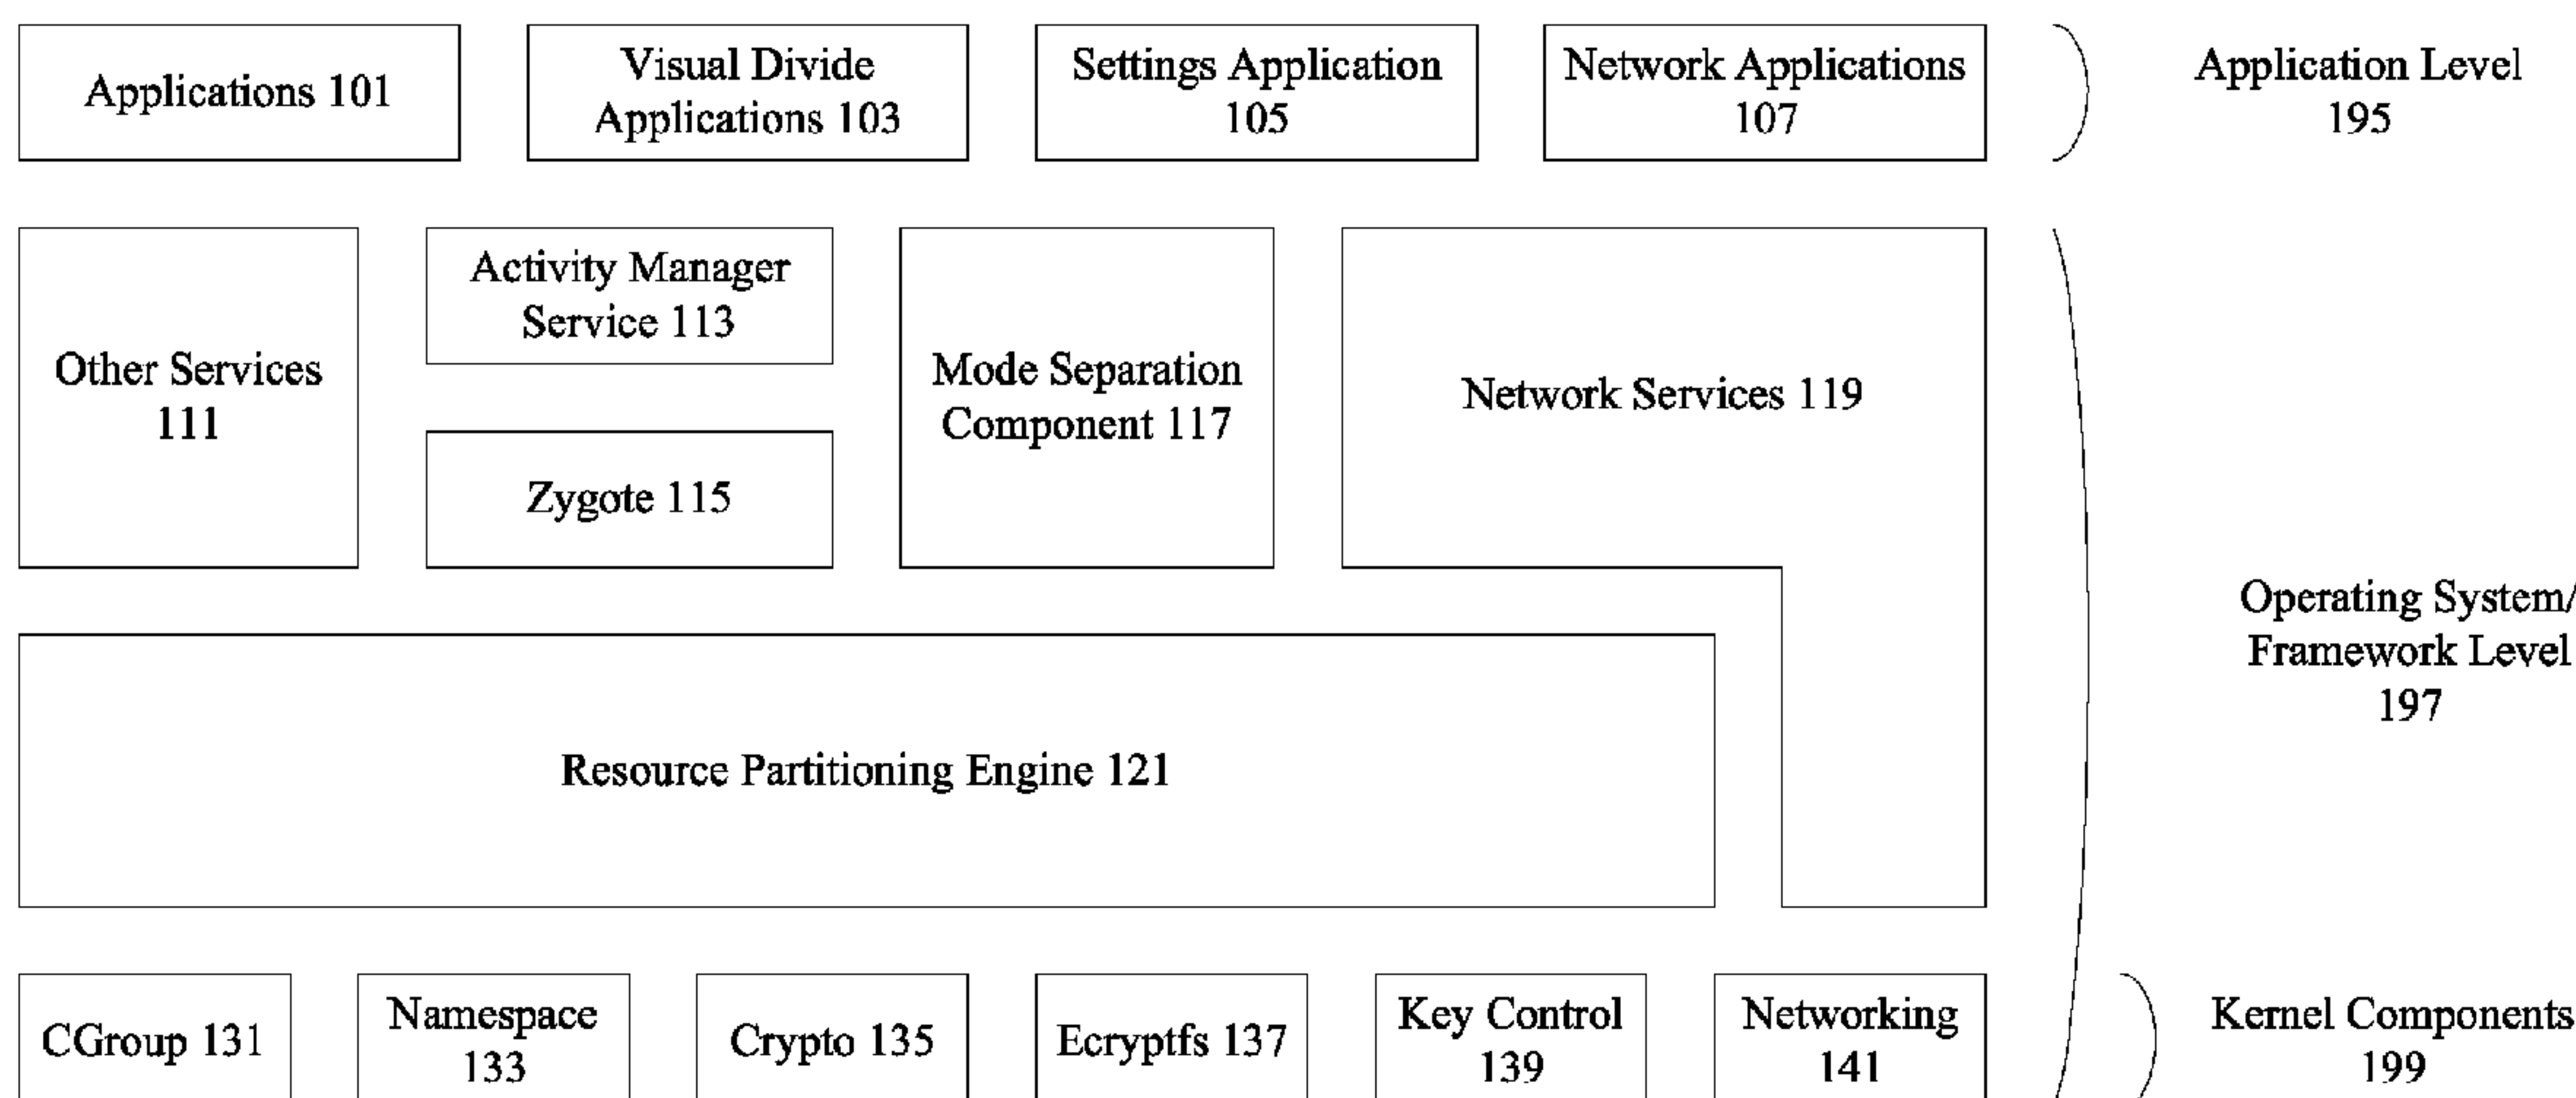 Applications 101
Visual Divide
Applications 103
Settings Application
105
Network Applications
107
Application Level
195
Other Services
111
Activity Manager
Service 113
Zygote 115
Mode Separation
Component 117
Network Services 119
Operating System/
Framework Level
197
Resource Partitioning Engine 121
CGroup 131
Namespace
133
Crypto 135
Ecryptfs 137
Key Control
139
Networking
141
Kernel Components
199